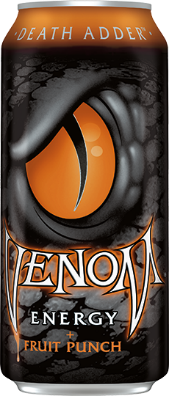 ·DEATH ADDER·
VENOM
ENERGY
+
FRUIT PUNCH